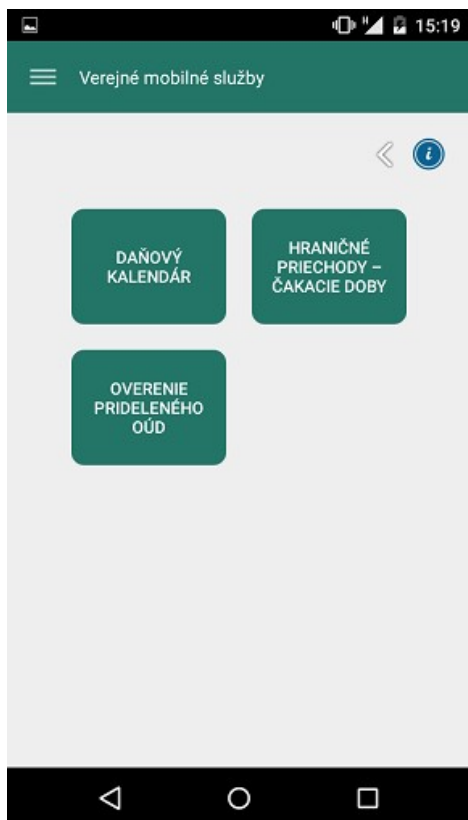 15:19
Verejné mobilné služby
i
DAŇOVÝ
KALENDÁR
HRANIČNÉ
PRIECHODY –
ČAKACIE DOBY
OVERENIE
PRIDELENÉHO
OÚD